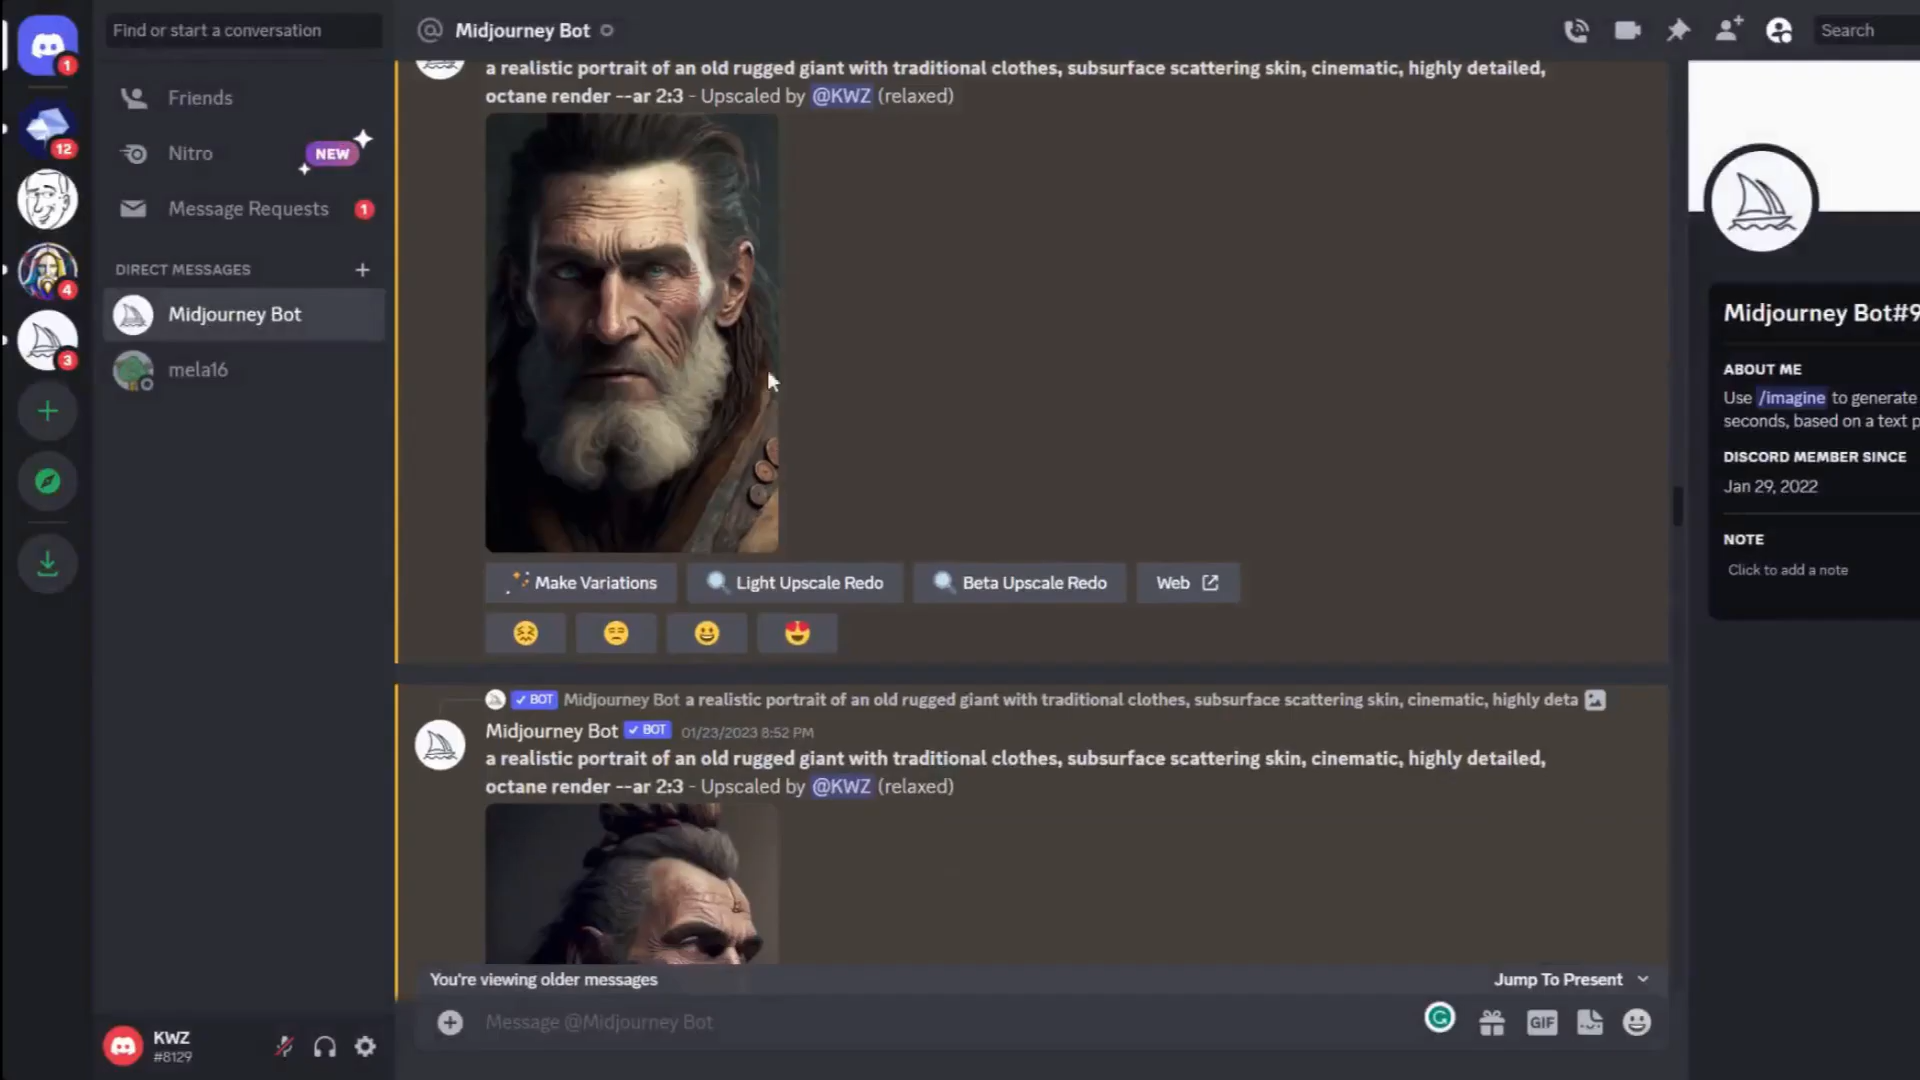 Find or start a conversation
Midjourney Bot
Search
1
12
4
3
Friends
Nitro
NEW
Message Requests
1
DIRECT MESSAGES
Midjourney Bot
mela16
KWZ
#8129
a realistic portrait of an old rugged giant with traditional clothes, subsurface scattering skin, cinematic, highly detailed,
octane render --ar 2:3 - Upscaled by @KWZ (relaxed)
Make Variations
Light Upscale Redo
Beta Upscale Redo
Web
BOT Midjourney Bot a realistic portrait of an old rugged giant with traditional clothes, subsurface scattering skin, cinematic, highly deta
Midjourney Bot BOT 01/23/2023 8:52 PM
a realistic portrait of an old rugged giant with traditional clothes, subsurface scattering skin, cinematic, highly detailed,
octane render --ar 2:3 - Upscaled by @KWZ (relaxed)
You're viewing older messages
Jump To Present
Message @Midjourney Bot
GIF
Midjourney Bot#9
ABOUT ME
Use /imagine to generate
seconds, based on a text p
DISCORD MEMBER SINCE
Jan 29, 2022
NOTE
Click to add a note